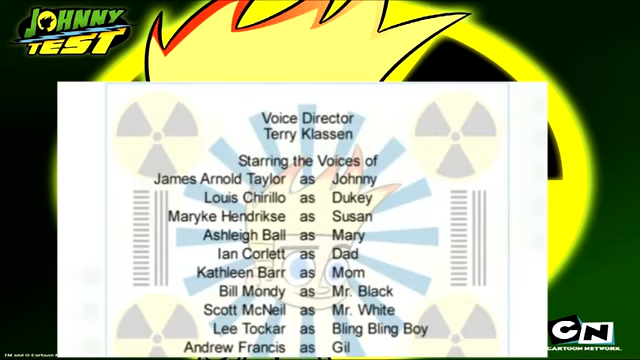 JOHNNY
TEST
Voice Director
Terry Klassen
Starring the Voices of
James Arnold Taylor as Johnny
Louis Chirillo as Dukey
Maryke Hendrikse as Susan
Ashleigh Ball as Mary
Ian Corlett as Dad
Kathleen Barr as Mom
Bill Mondy as Mr. Black
Scott McNeil as Mr. White
Lee Tockar as Bling Bling Boy
Andrew Francis as Gil
CN
CARTOON NETWORK.
TM and © Cartoon